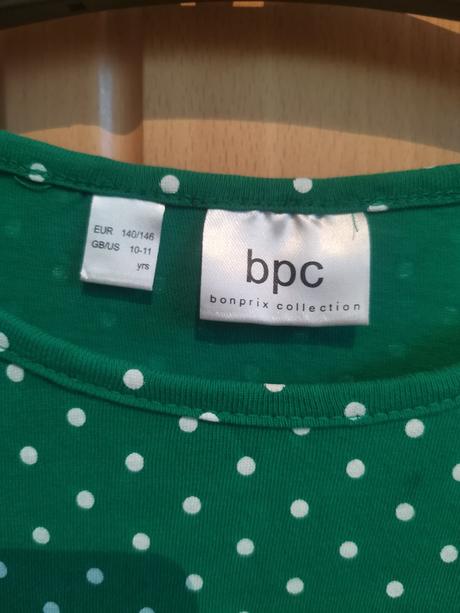 EUR 140/146
GB/US 10-11
yrs
bpc
bonprix collection